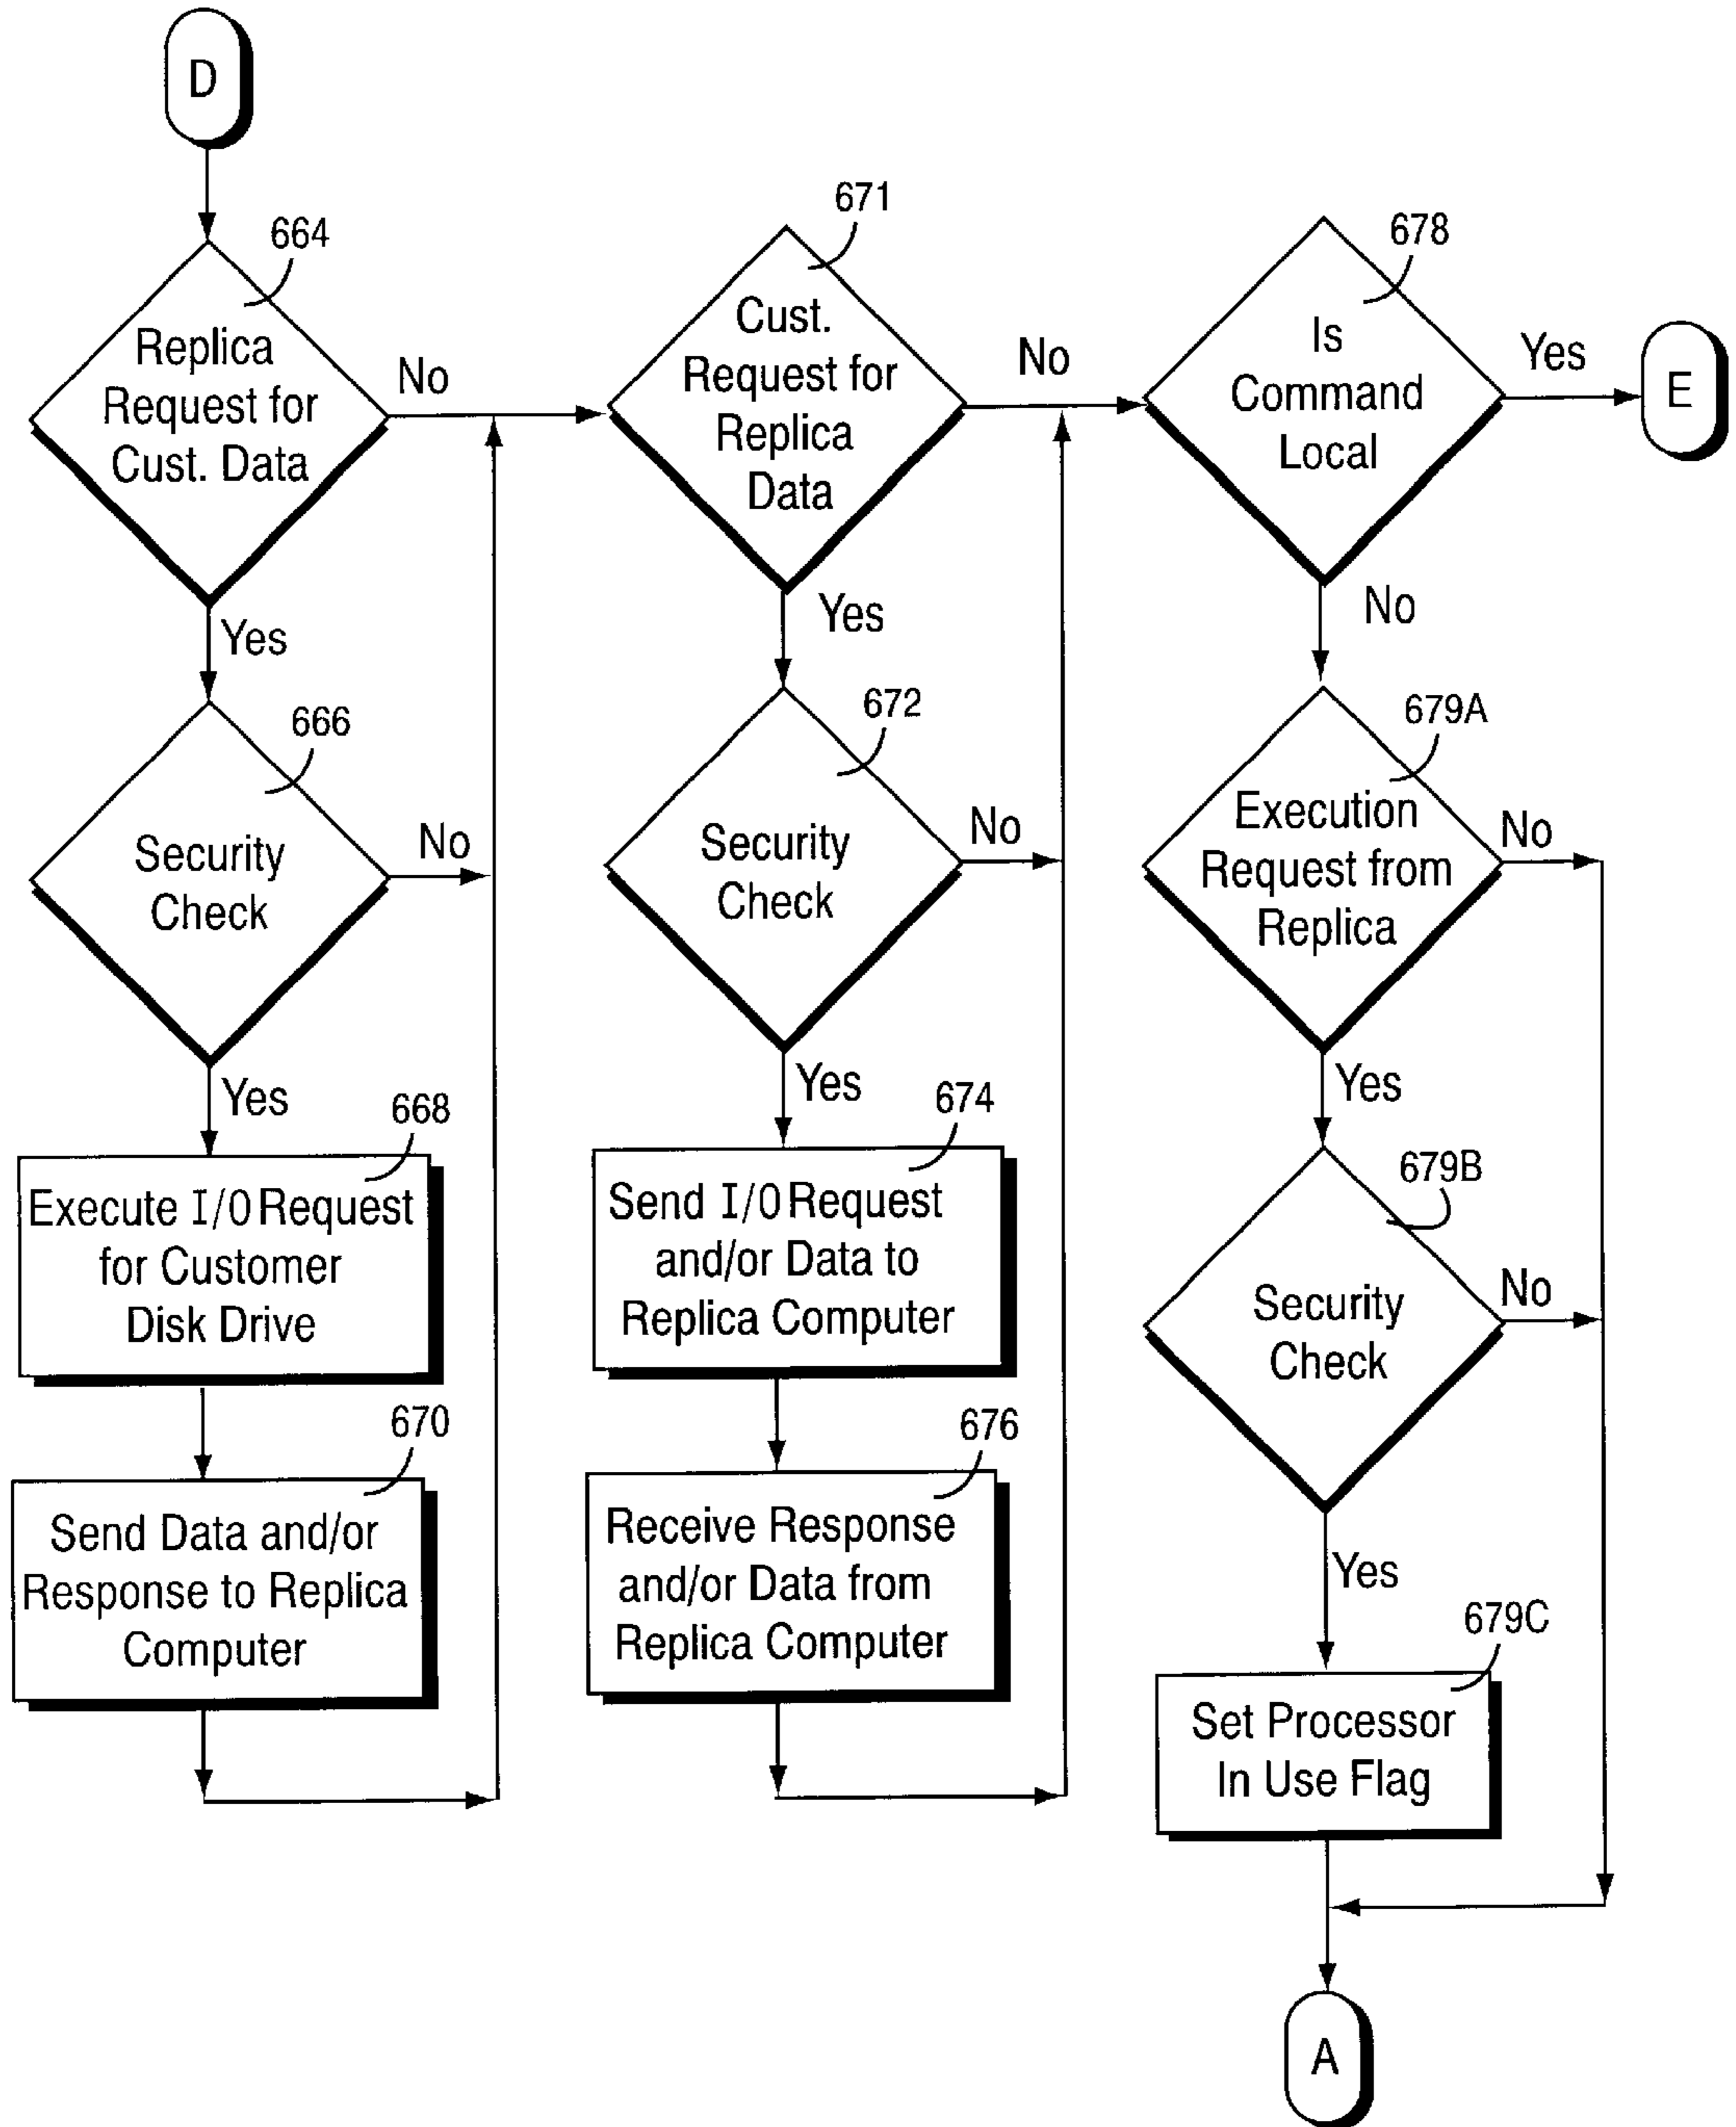 D
664
Replica
Request for
Cust. Data
No
Yes
666
Security
Check
No
Yes
668
Execute I/O Request
for Customer
Disk Drive
670
Send Data and/or
Response to Replica
Computer
671
Cust.
Request for
Replica
Data
No
Yes
672
Security
Check
No
Yes
674
Send I/O Request
and/or Data to
Replica Computer
676
Receive Response
and/or Data from
Replica Computer
678
Is
Command
Local
Yes
E
No
679A
Execution
Request from
Replica
No
Yes
679B
Security
Check
No
Yes
679C
Set Processor
In Use Flag
A